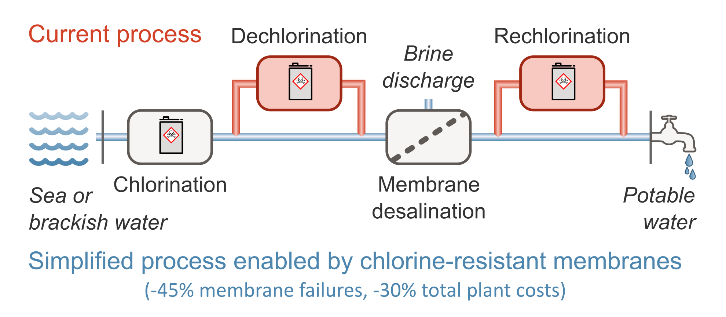 Current process
Dechlorination
Rechlorination
Brine
discharge
Chlorination
Membrane
desalination
Sea or
brackish water
Potable
water
Simplified process enabled by chlorine-resistant membranes
(-45% membrane failures, -30% total plant costs)